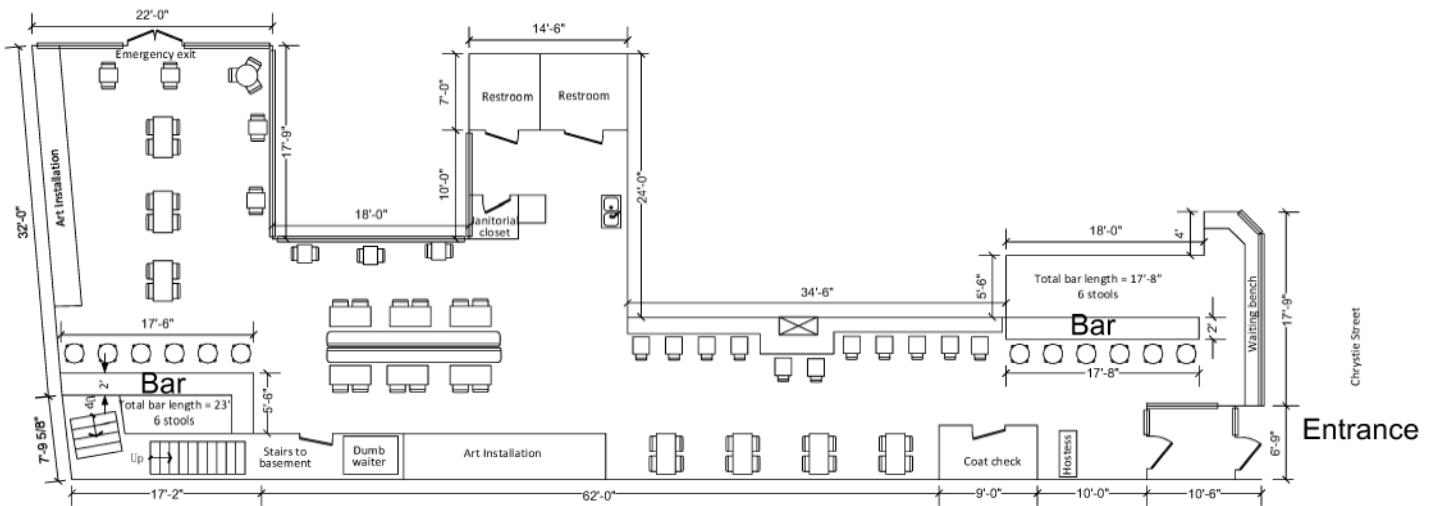 22'-0"
14'-6"
Emergency exit
7'-0"
Restroom
Restroom
17'-9"
32'-0"
Art Installation
10'-0"
24'-0"
18'-0"
Janitorial
closet
18'-0"
4'
Total bar length = 17'-8"
6 stools
5'-6"
34'-6"
Bar
2'
Waiting bench
17'-9"
Chrystie Street
17'-6"
17'-8"
2'
Bar
Total bar length = 23'
6 stools
5'-6"
Up
7'-9 5/8"
Up
Stairs to
basement
Dumb
waiter
Art Installation
Coat check
Hostess
Entrance
6'-9"
17'-2"
62'-0"
9'-0"
10'-0"
10'-6"